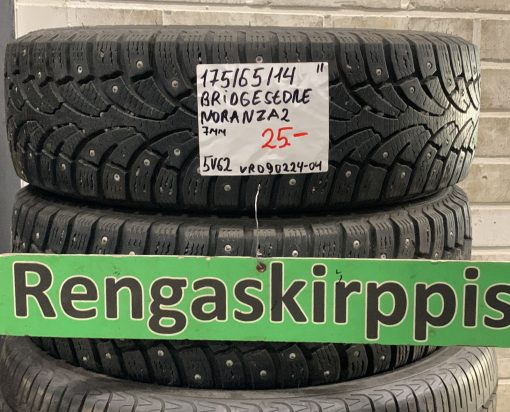 175/65/14"
BRIDGESTONE
NORANZA2
7MM
25.-
5V62 VR090224-04
Rengaskirppis